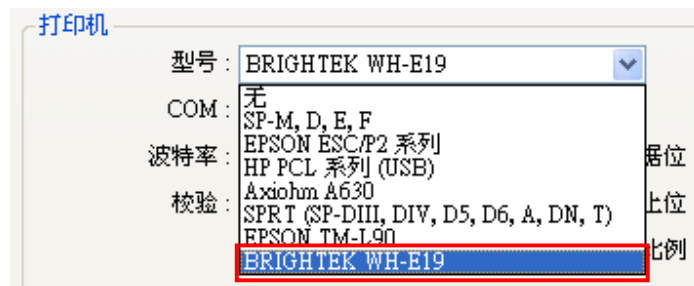 打印机
型号： BRIGHTEK WH-E19
COM：
无
SP-M, D, E, F
波特率： EPSON ESC/P2 系列 居位
HP PCL 系列 (USB)
校验： Axiohm A630 上位
SPRT (SP-DIII, DIV, D5, D6, A, DN, T)
EPSON TM-L90
BRIGHTEK WH-E19 比例